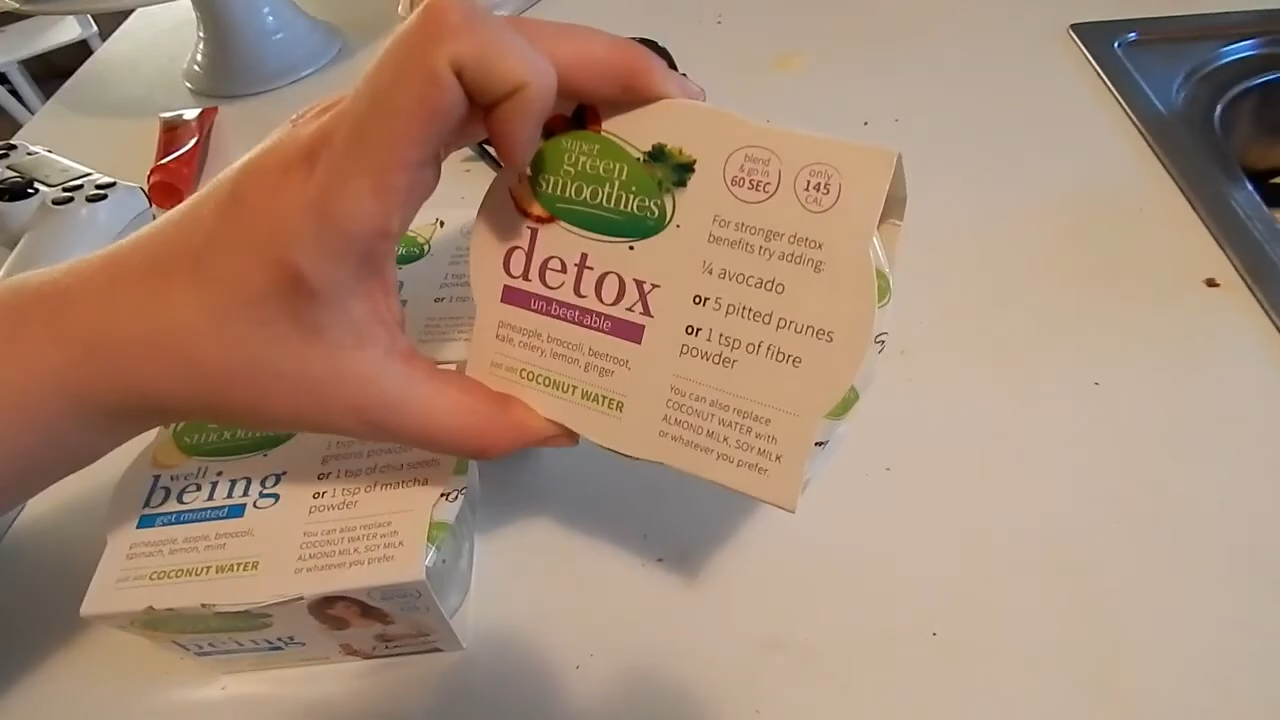 super
green
smoothies
detox
un-beet-able
pineapple, broccoli, beetroot,
kale, celery, lemon, ginger
just add COCONUT WATER
blend
& go in
60 SEC
only
145
CAL
For stronger detox
benefits try adding:
¼ avocado
or 5 pitted prunes
or 1 tsp of fibre
powder
You can also replace
COCONUT WATER with
ALMOND MILK, SOY MILK
or whatever you prefer.
or 1 tsp
smoothies
well
being
get minted
pineapple, apple, broccoli,
spinach, lemon, mint
just add COCONUT WATER
1 tsp
greens powder
or 1 tsp of chia seeds
or 1 tsp of matcha
powder
You can also replace
COCONUT WATER with
ALMOND MILK, SOY MILK
or whatever you prefer.
being